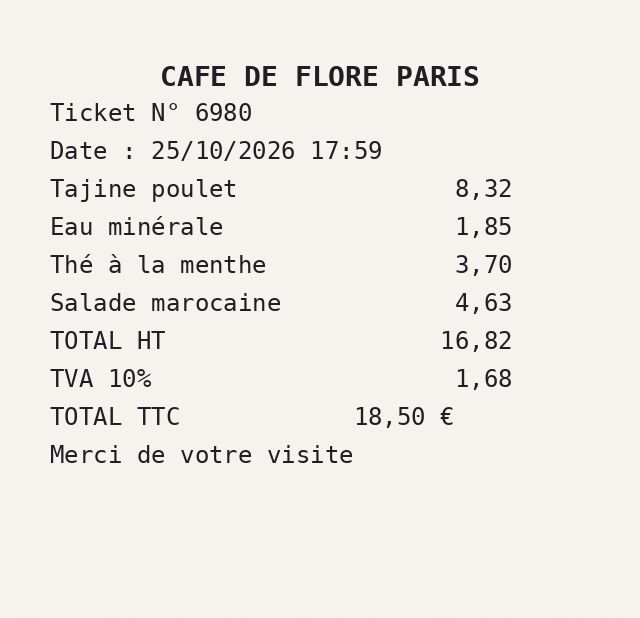 CAFE DE FLORE PARIS
Ticket N° 6980
Date : 25/10/2026 17:59
Tajine poulet 8,32
Eau minérale 1,85
Thé à la menthe 3,70
Salade marocaine 4,63
TOTAL HT 16,82
TVA 10% 1,68
TOTAL TTC 18,50 €
Merci de votre visite